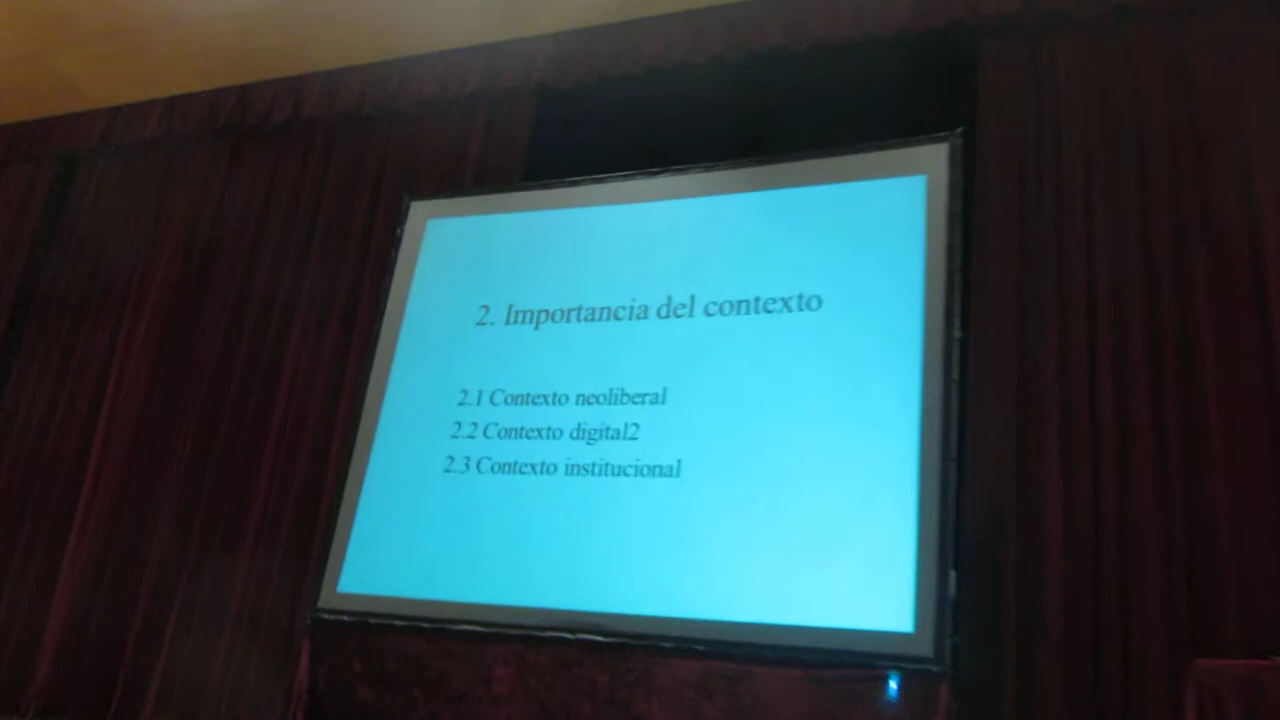 2. Importancia del contexto
2.1 Contexto neoliberal
2.2 Contexto digital2
2.3 Contexto institucional